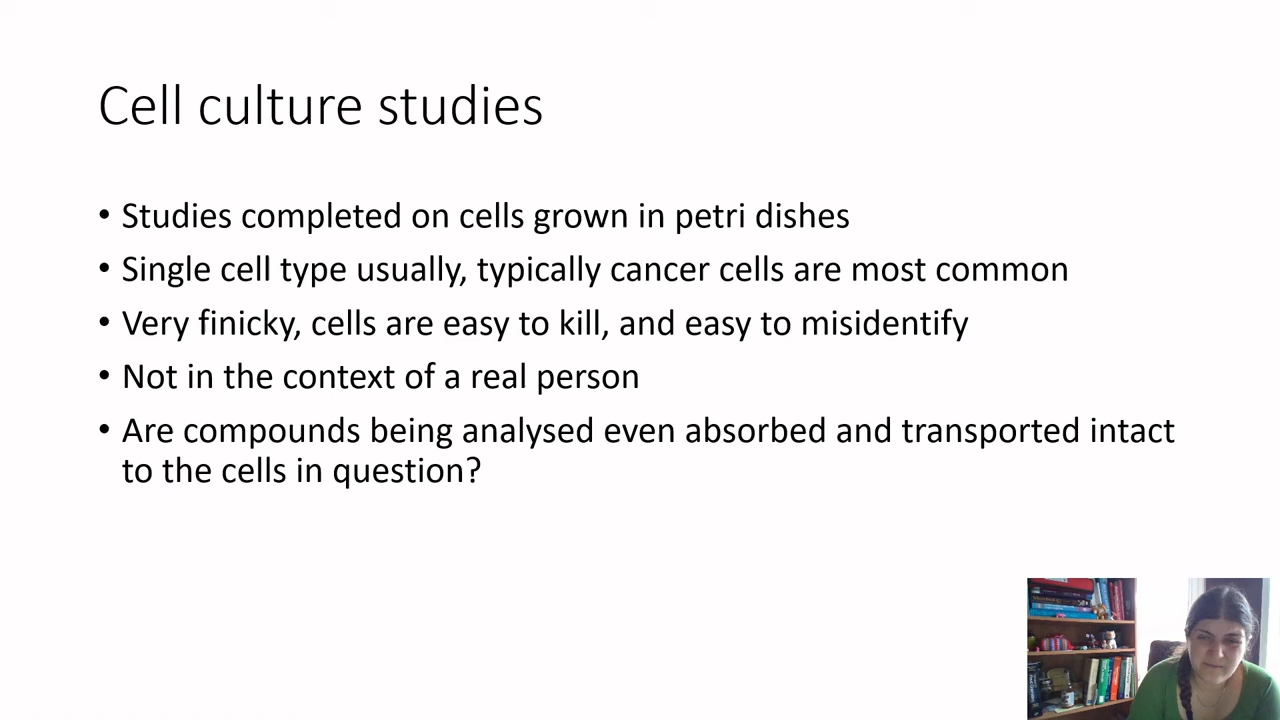 Cell culture studies
• Studies completed on cells grown in petri dishes
• Single cell type usually, typically cancer cells are most common
• Very finicky, cells are easy to kill, and easy to misidentify
• Not in the context of a real person
• Are compounds being analysed even absorbed and transported intact
to the cells in question?